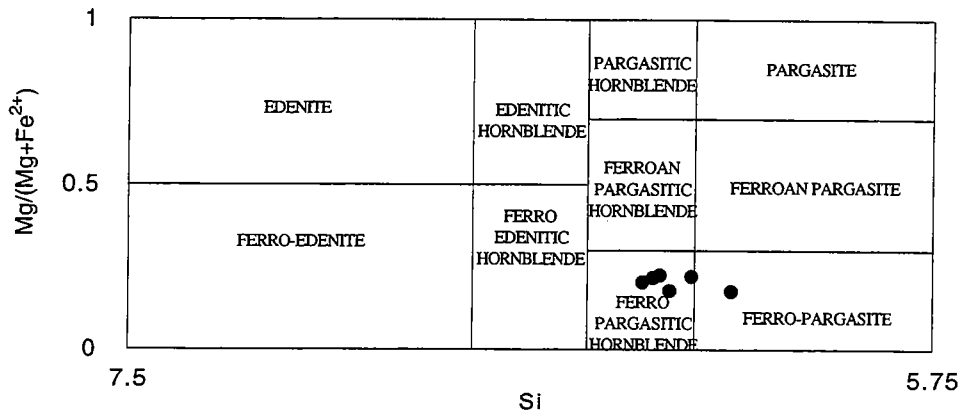 1
Mg/(Mg+Fe2+)
0.5
0
EDENITE
EDENITIC
HORNBLENDE
PARGASITIC
HORNBLENDE
PARGASITE
FERRO-EDENITE
FERRO
EDENITIC
HORNBLENDE
FERROAN
PARGASITIC
HORNBLENDE
FERROAN PARGASITE
FERRO
PARGASITIC
HORNBLENDE
FERRO-PARGASITE
7.5
Si
5.75